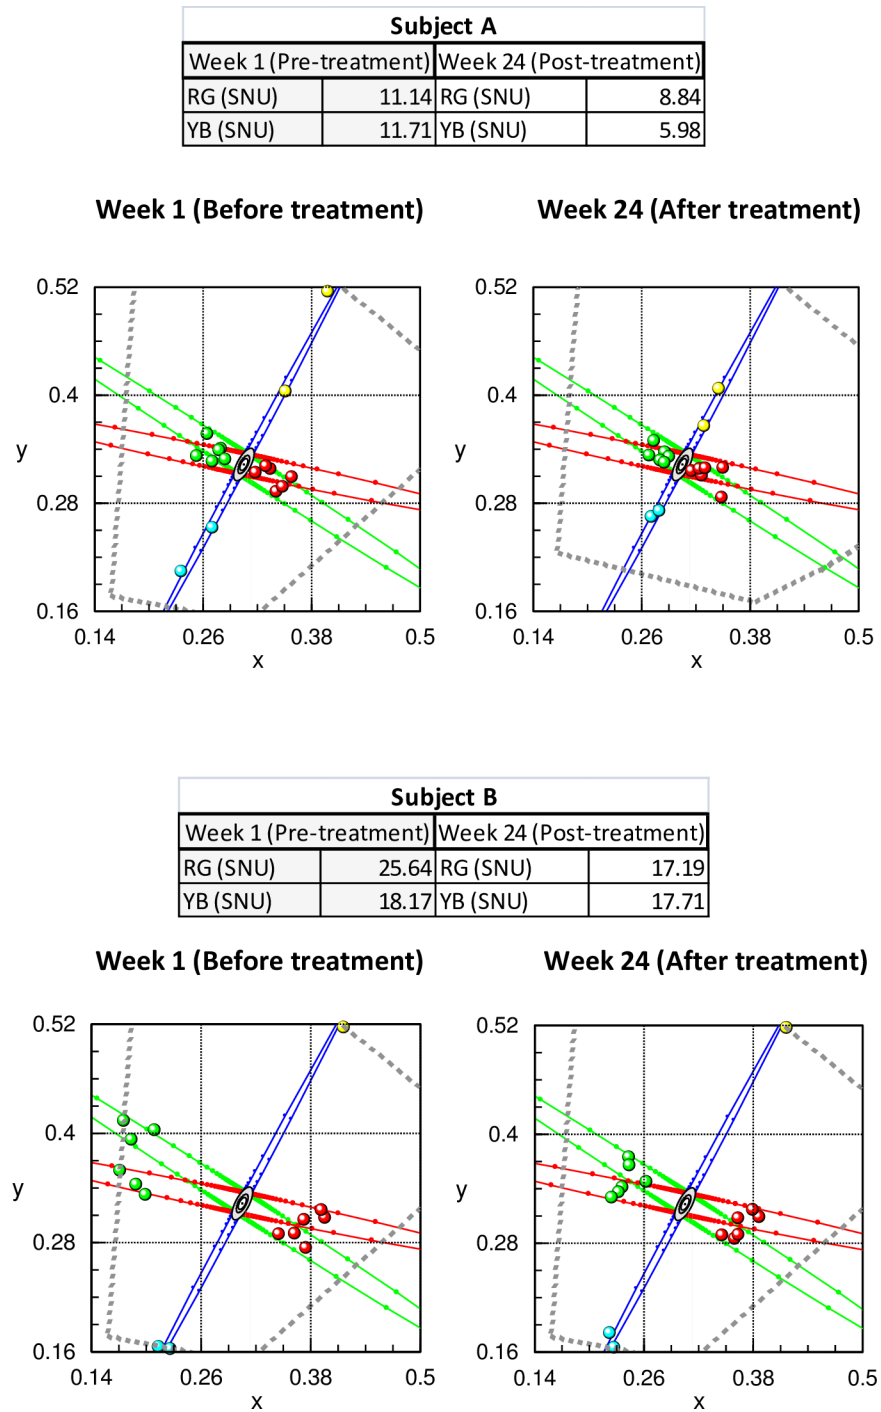 Subject A
Week 1 (Pre-treatment) Week 24 (Post-treatment)
RG (SNU) 11.14 RG (SNU) 8.84
YB (SNU) 11.71 YB (SNU) 5.98
Week 1 (Before treatment) Week 24 (After treatment)
0.52 0.52
0.4 0.4
y y
0.28 0.28
0.16 0.16
0.14 0.26 0.38 0.5 0.14 0.26 0.38 0.5
x x
Subject B
Week 1 (Pre-treatment) Week 24 (Post-treatment)
RG (SNU) 25.64 RG (SNU) 17.19
YB (SNU) 18.17 YB (SNU) 17.71
Week 1 (Before treatment) Week 24 (After treatment)
0.52 0.52
0.4 0.4
y y
0.28 0.28
0.16 0.16
0.14 0.26 0.38 0.5 0.14 0.26 0.38 0.5
x x